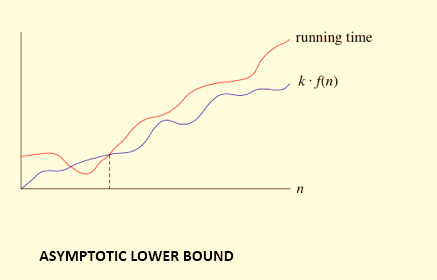 running time
k · f(n)
n
ASYMPTOTIC LOWER BOUND